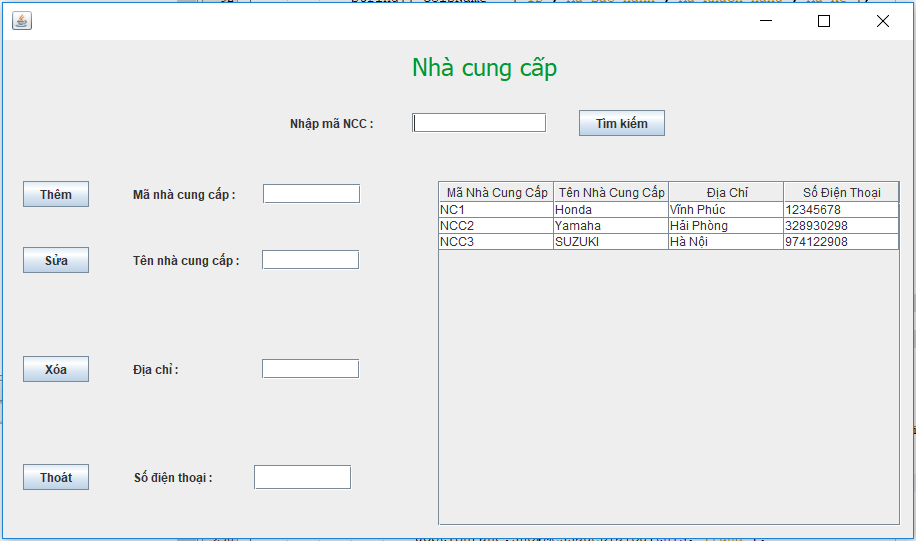 Nhà cung cấp
Nhập mã NCC : Tìm kiếm
Thêm Mã nhà cung cấp :
Sửa Tên nhà cung cấp :
Xóa Địa chỉ :
Thoát Số điện thoại :
Mã Nhà Cung Cấp Tên Nhà Cung Cấp Địa Chỉ Số Điện Thoại
NC1 Honda Vĩnh Phúc 12345678
NCC2 Yamaha Hải Phòng 328930298
NCC3 SUZUKI Hà Nội 974122908